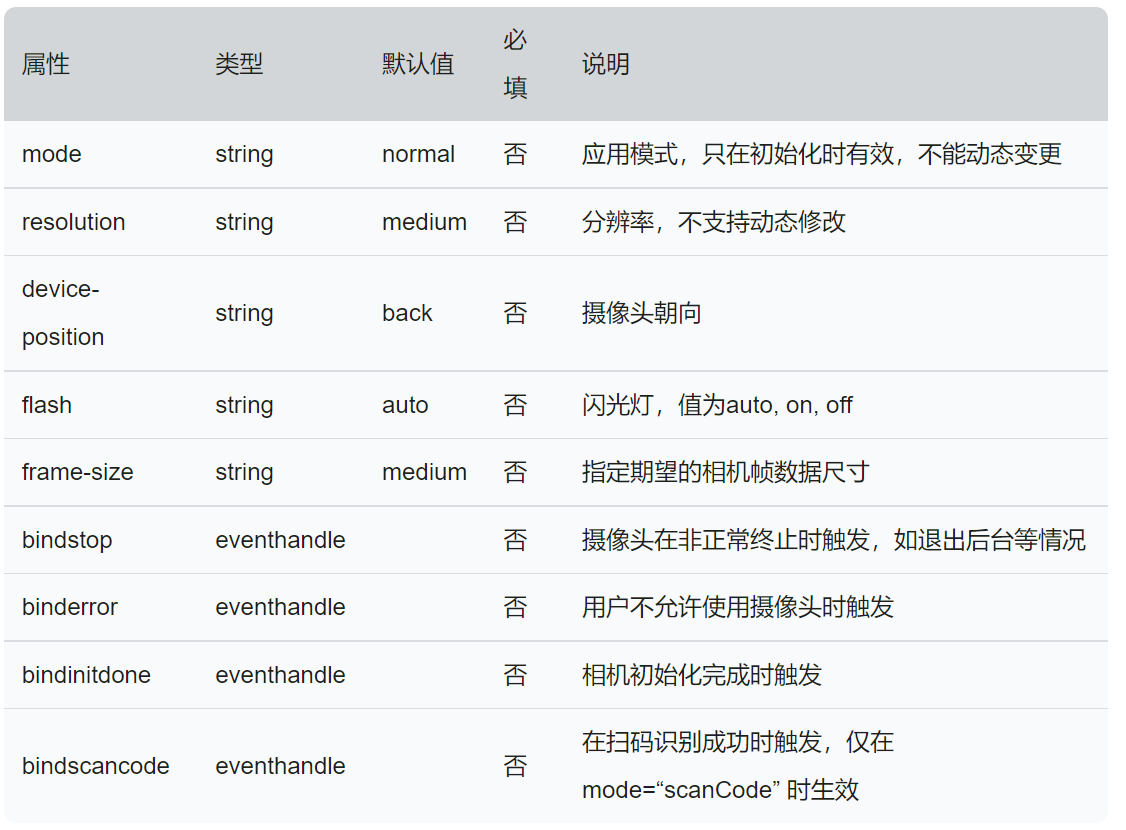 属性 类型 默认值 必填 说明
mode string normal 否 应用模式，只在初始化时有效，不能动态变更
resolution string medium 否 分辨率，不支持动态修改
device-position string back 否 摄像头朝向
flash string auto 否 闪光灯，值为auto, on, off
frame-size string medium 否 指定期望的相机帧数据尺寸
bindstop eventhandle 否 摄像头在非正常终止时触发，如退出后台等情况
binderror eventhandle 否 用户不允许使用摄像头时触发
bindinitdone eventhandle 否 相机初始化完成时触发
bindscancode eventhandle 否 在扫码识别成功时触发，仅在
mode=“scanCode” 时生效